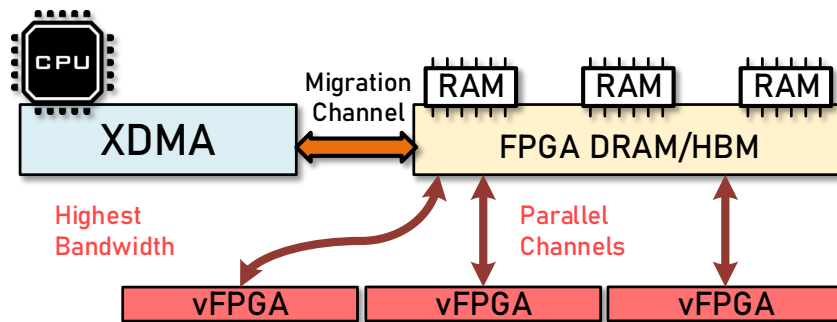 CPU
Migration
Channel
RAM RAM RAM
XDMA
FPGA DRAM/HBM
Highest
Bandwidth
Parallel
Channels
vFPGA vFPGA vFPGA